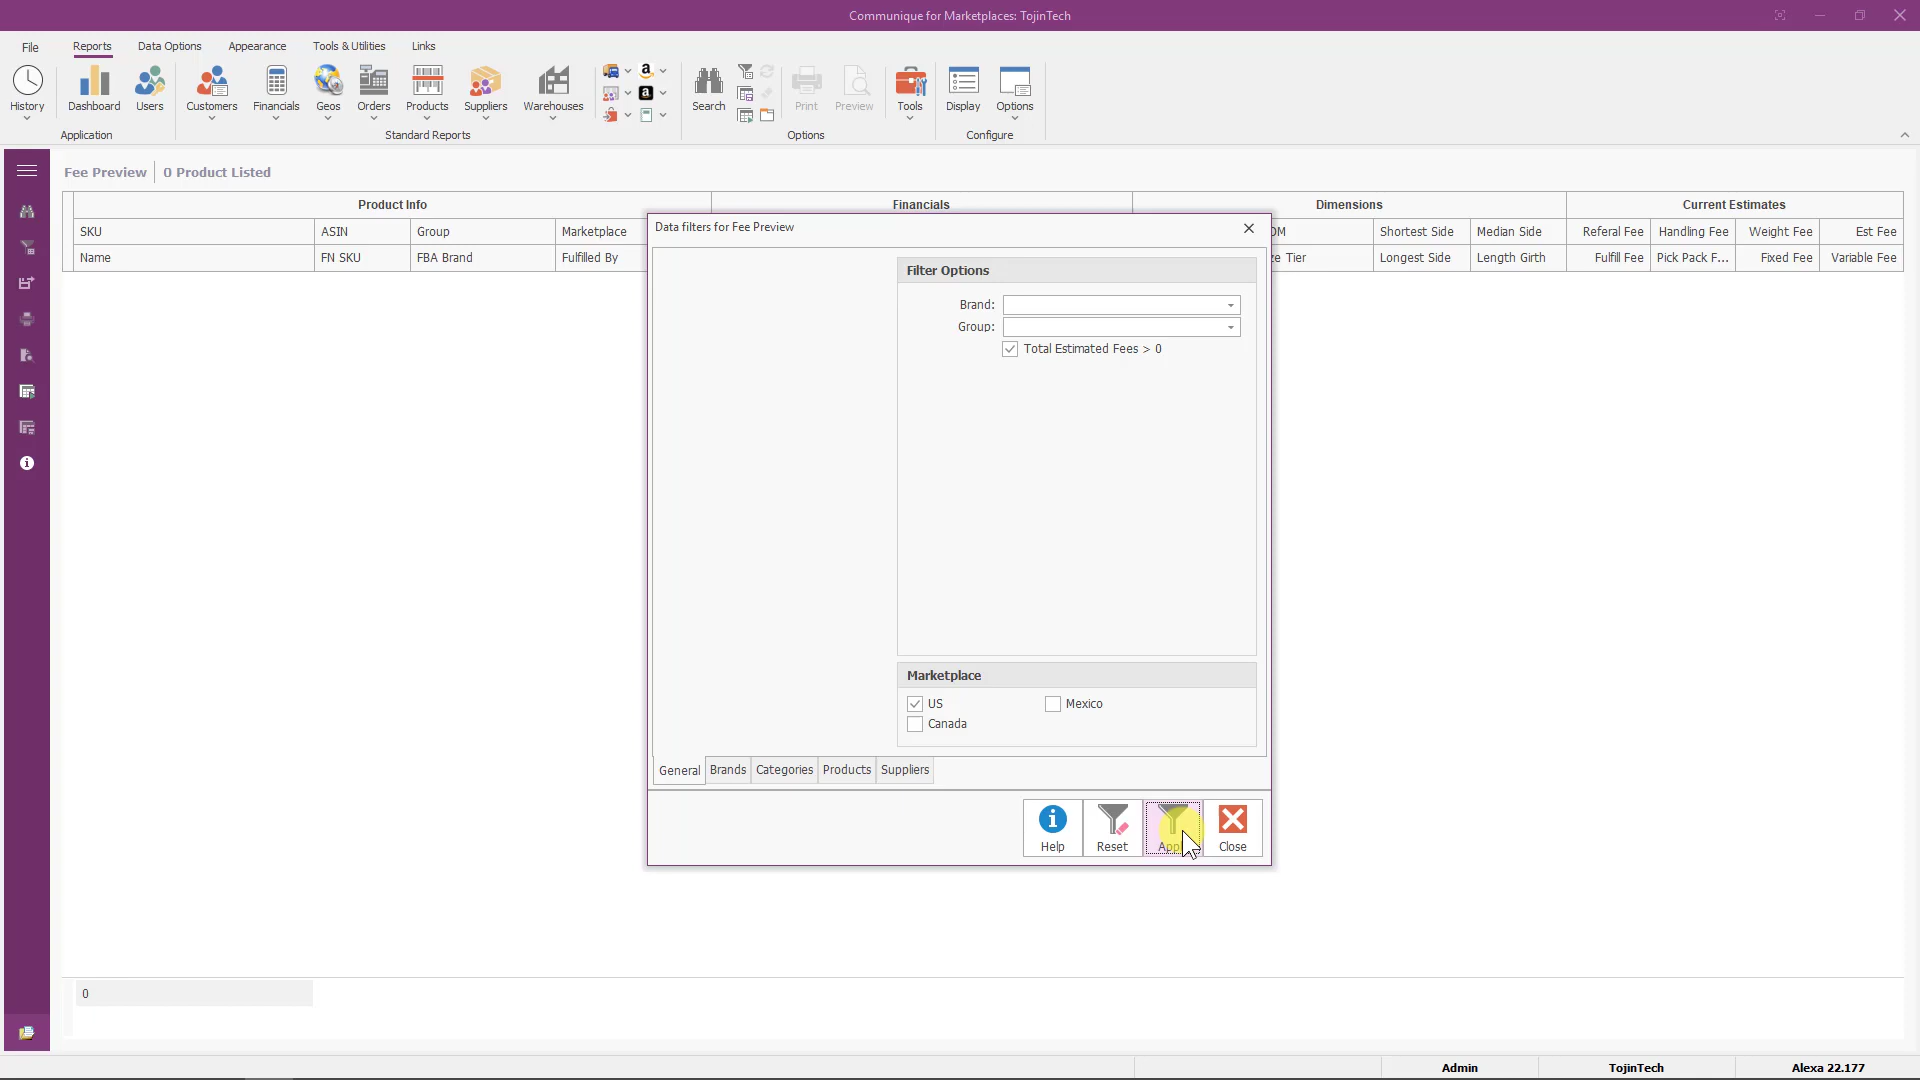 Communique for Marketplaces: TojinTech
File Reports Data Options Appearance Tools & Utilities Links
History Dashboard Users Customers Financials Geos Orders Products Suppliers Warehouses Search Print Preview Tools Display Options
Application Standard Reports Options Configure
Fee Preview 0 Product Listed
Product Info Financials Dimensions Current Estimates
SKU ASIN Group Marketplace Shortest Side Median Side Referal Fee Handling Fee Weight Fee Est Fee
Name FN SKU FBA Brand Fulfilled By Tier Longest Side Length Girth Fulfill Fee Pick Pack F... Fixed Fee Variable Fee
Data filters for Fee Preview
Filter Options
Brand:
Group:
Total Estimated Fees > 0
Marketplace
US Mexico
Canada
General Brands Categories Products Suppliers
Help Reset Close
0
Admin TojinTech Alexa 22.177